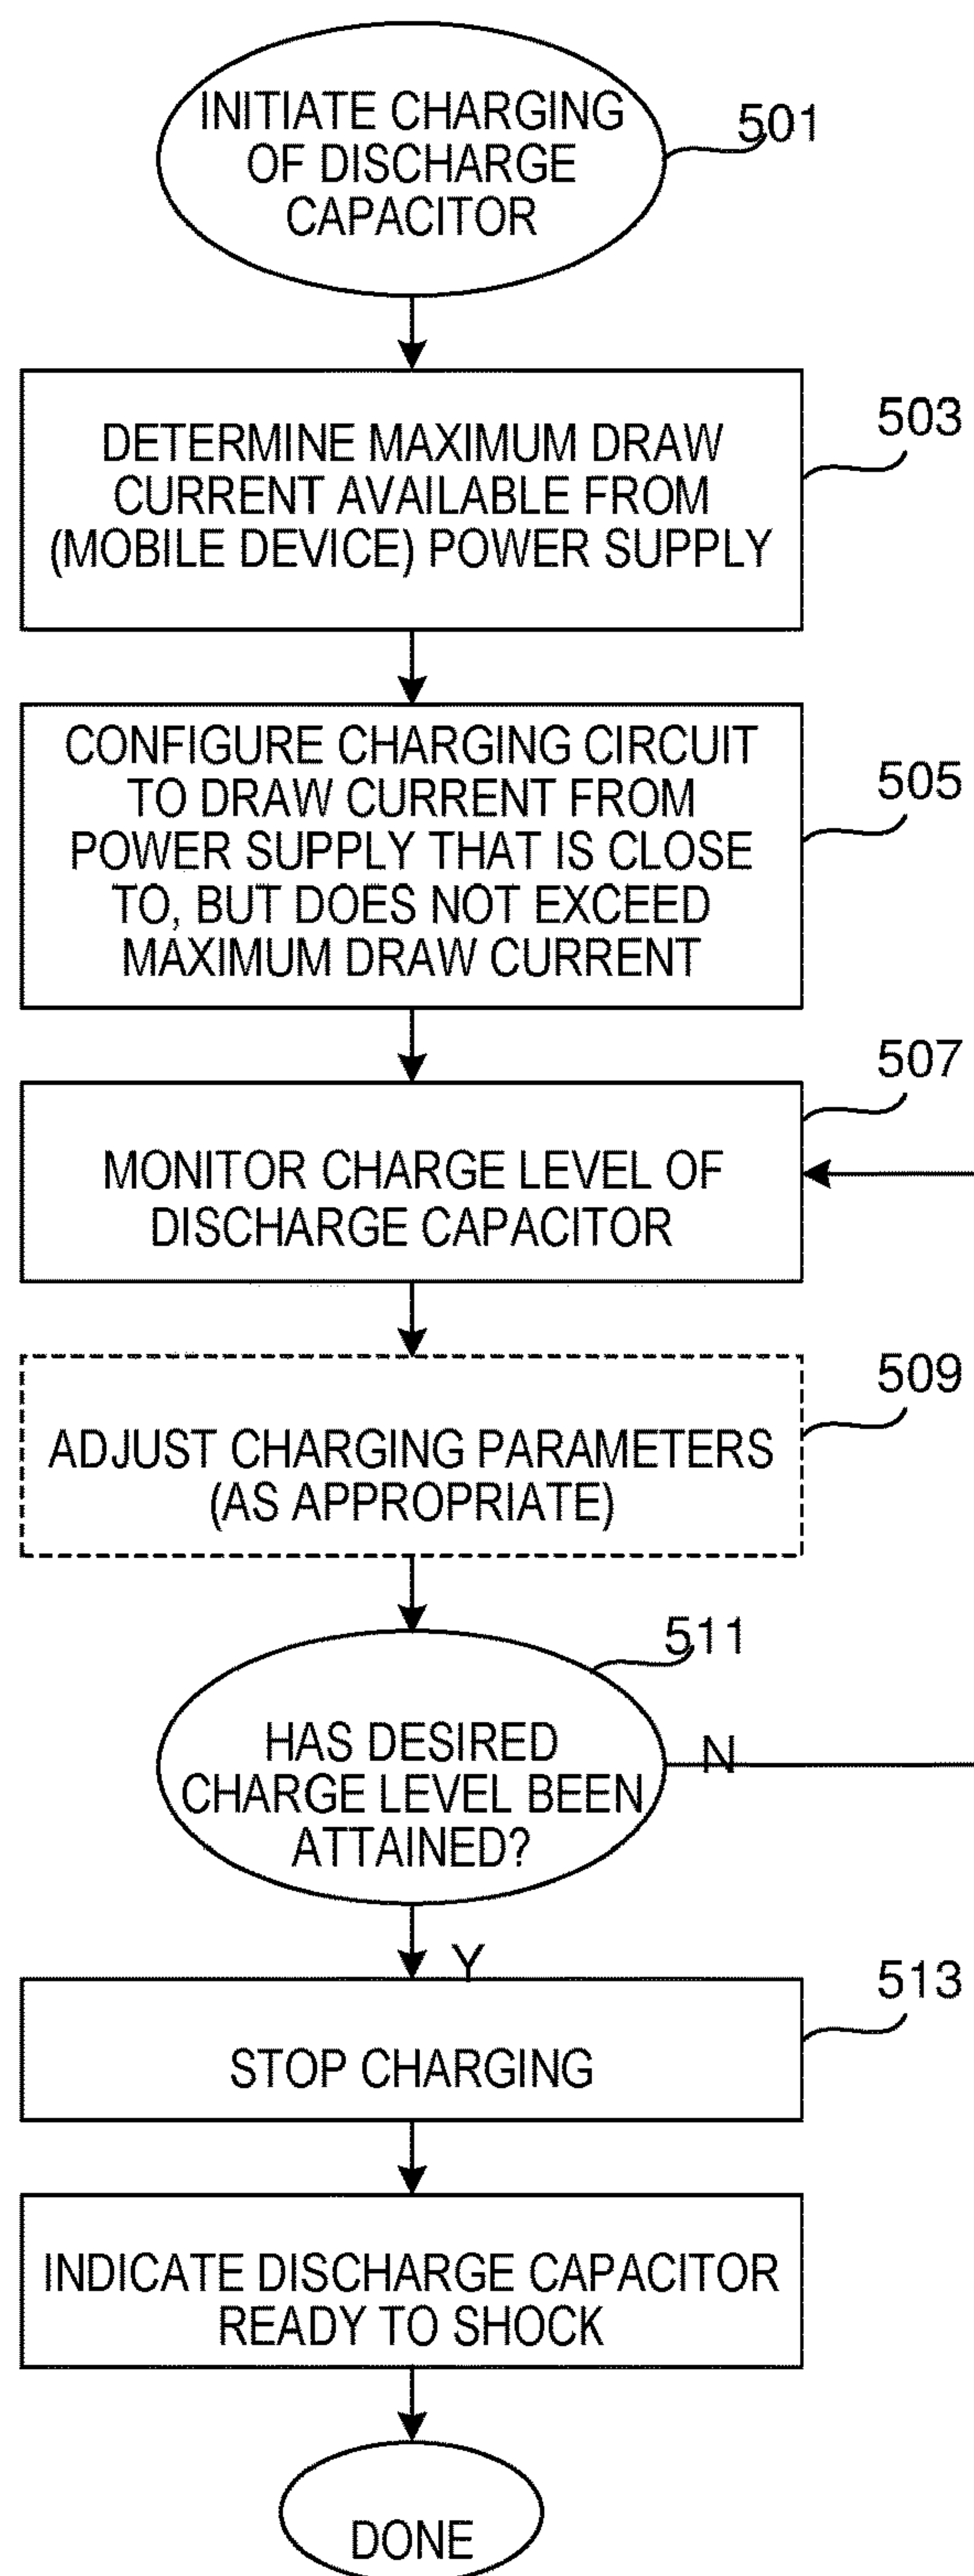 INITIATE CHARGING
OF DISCHARGE
CAPACITOR
501
DETERMINE MAXIMUM DRAW
CURRENT AVAILABLE FROM
(MOBILE DEVICE) POWER SUPPLY
503
CONFIGURE CHARGING CIRCUIT
TO DRAW CURRENT FROM
POWER SUPPLY THAT IS CLOSE
TO, BUT DOES NOT EXCEED
MAXIMUM DRAW CURRENT
505
MONITOR CHARGE LEVEL OF
DISCHARGE CAPACITOR
507
ADJUST CHARGING PARAMETERS
(AS APPROPRIATE)
509
HAS DESIRED
CHARGE LEVEL BEEN
ATTAINED?
511
N
Y
STOP CHARGING
513
INDICATE DISCHARGE CAPACITOR
READY TO SHOCK
DONE